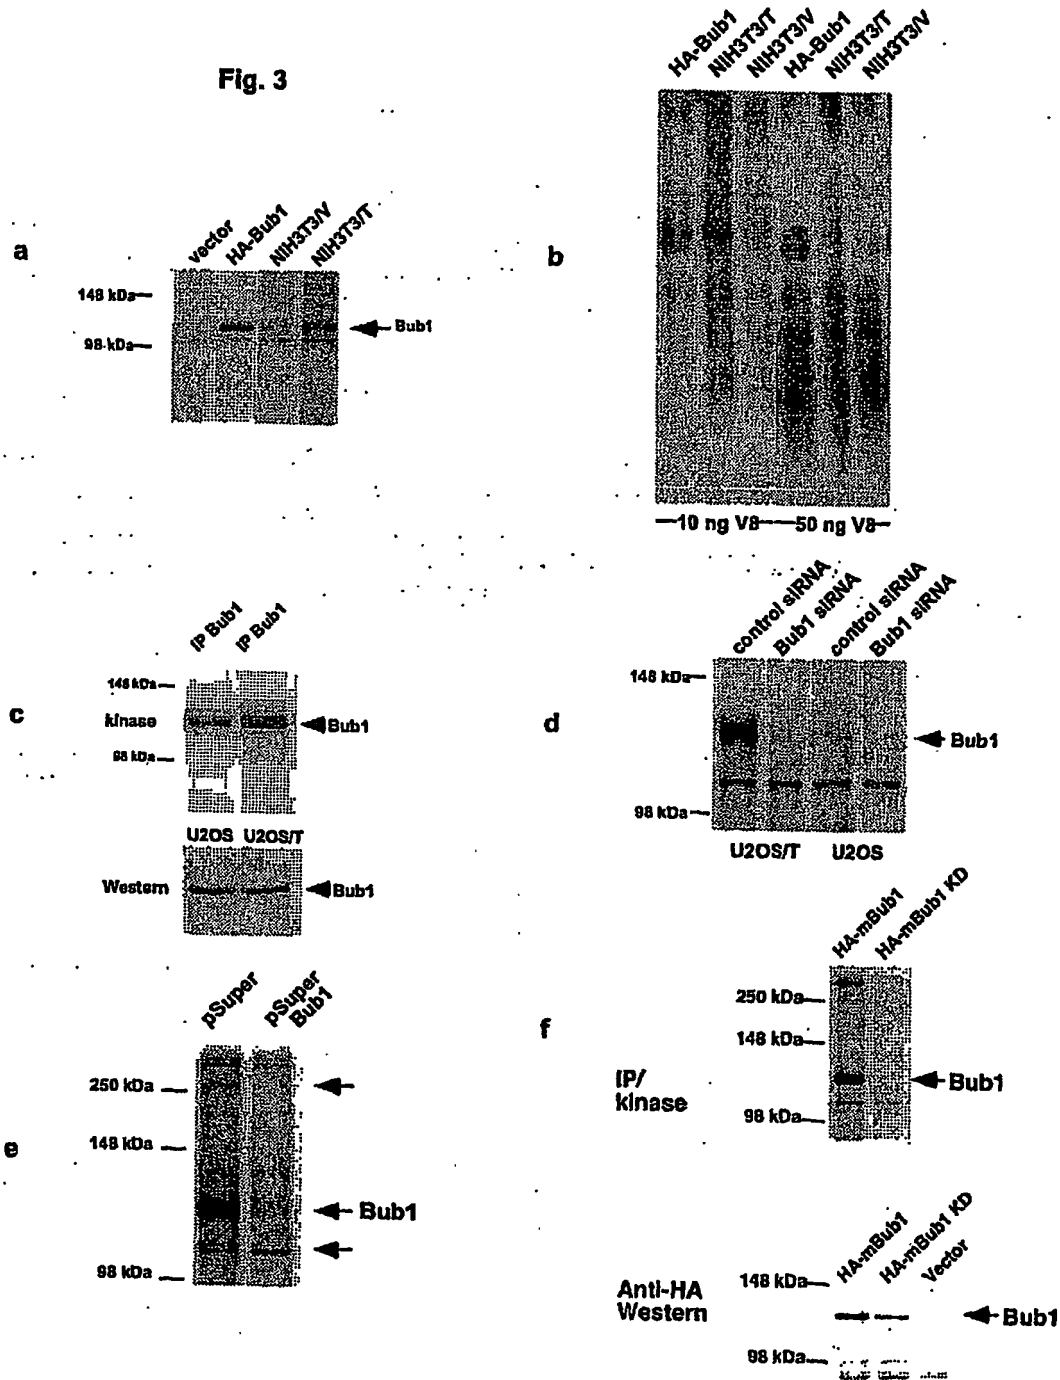 Fig. 3
a
vector HA-Bub1 NIH3T3/V NIH3T3/T
148 kDa
98 kDa
Bub1
b
HA-Bub1 NIH3T3/T NIH3T3/V HA-Bub1 NIH3T3/T NIH3T3/V
10 ng V8 50 ng V8
c
IP Bub1 IP Bub1
148 kDa
kinase
Bub1
98 kDa
U2OS U2OS/T
Western
Bub1
d
control siRNA Bub1 siRNA control siRNA Bub1 siRNA
148 kDa
Bub1
98 kDa
U2OS/T U2OS
e
pSuper pSuper Bub1
250 kDa
148 kDa
Bub1
98 kDa
f
HA-mBub1 HA-mBub1 KD
250 kDa
148 kDa
IP/
kinase
Bub1
98 kDa
HA-mBub1 HA-mBub1 KD Vector
148 kDa
Anti-HA
Western
Bub1
98 kDa